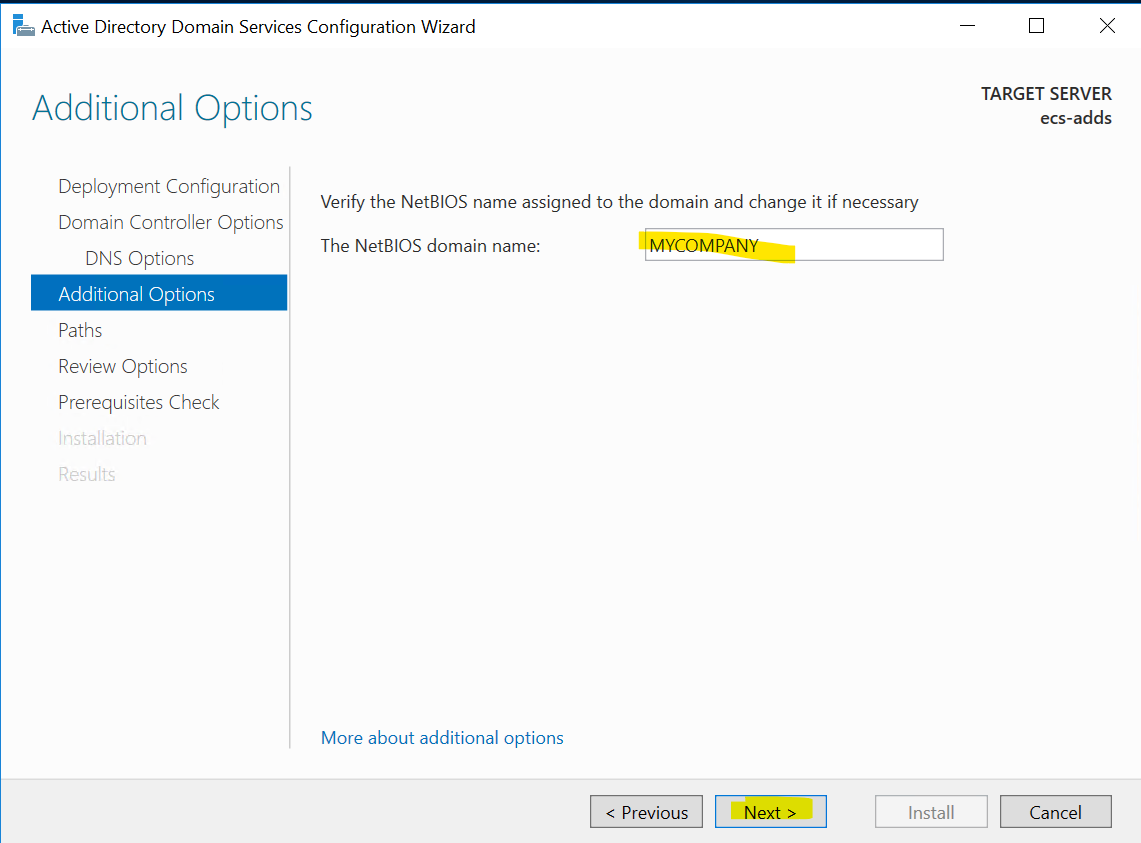 Active Directory Domain Services Configuration Wizard
Additional Options
TARGET SERVER
ecs-adds
Deployment Configuration
Domain Controller Options
DNS Options
Additional Options
Paths
Review Options
Prerequisites Check
Installation
Results
Verify the NetBIOS name assigned to the domain and change it if necessary
The NetBIOS domain name: MYCOMPANY
More about additional options
< Previous Next > Install Cancel